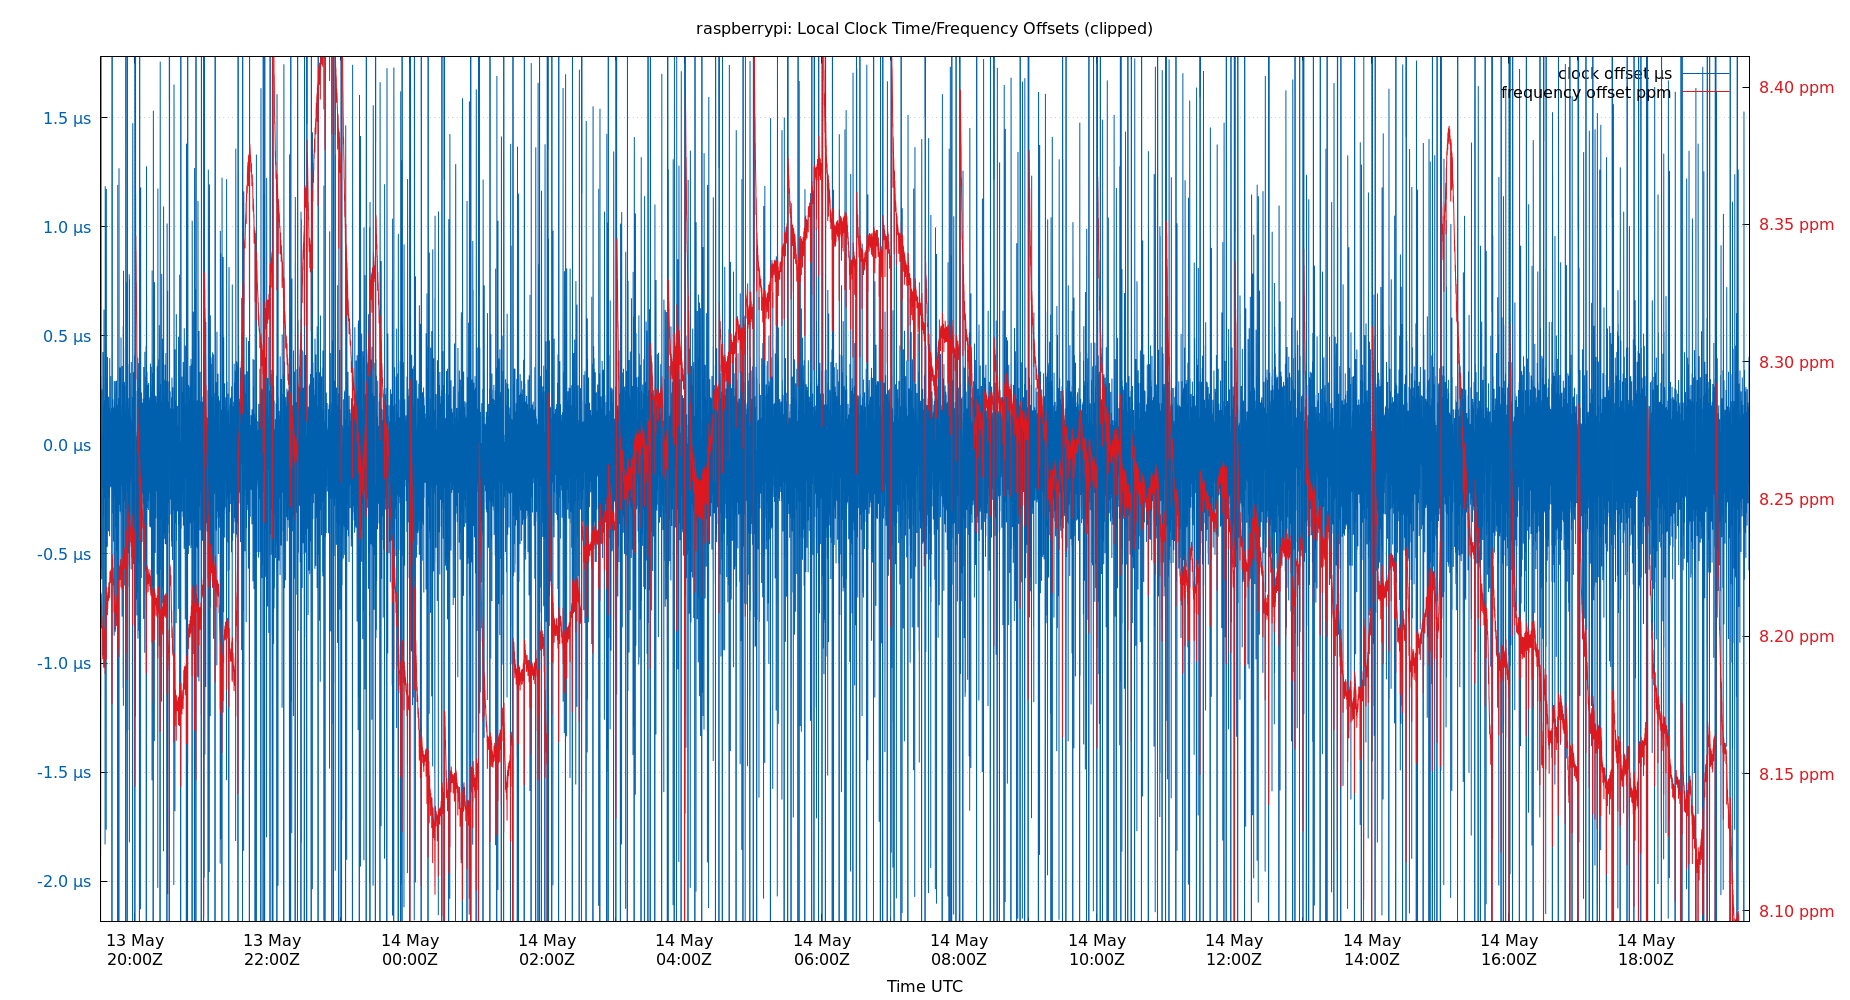 raspberrypi: Local Clock Time/Frequency Offsets (clipped)
clock offset µs
frequency offset ppm
1.5 µs
1.0 µs
0.5 µs
0.0 µs
-0.5 µs
-1.0 µs
-1.5 µs
-2.0 µs
8.40 ppm
8.35 ppm
8.30 ppm
8.25 ppm
8.20 ppm
8.15 ppm
8.10 ppm
13 May 13 May 14 May 14 May 14 May 14 May 14 May 14 May 14 May 14 May 14 May 14 May
20:00Z 22:00Z 00:00Z 02:00Z 04:00Z 06:00Z 08:00Z 10:00Z 12:00Z 14:00Z 16:00Z 18:00Z
Time UTC